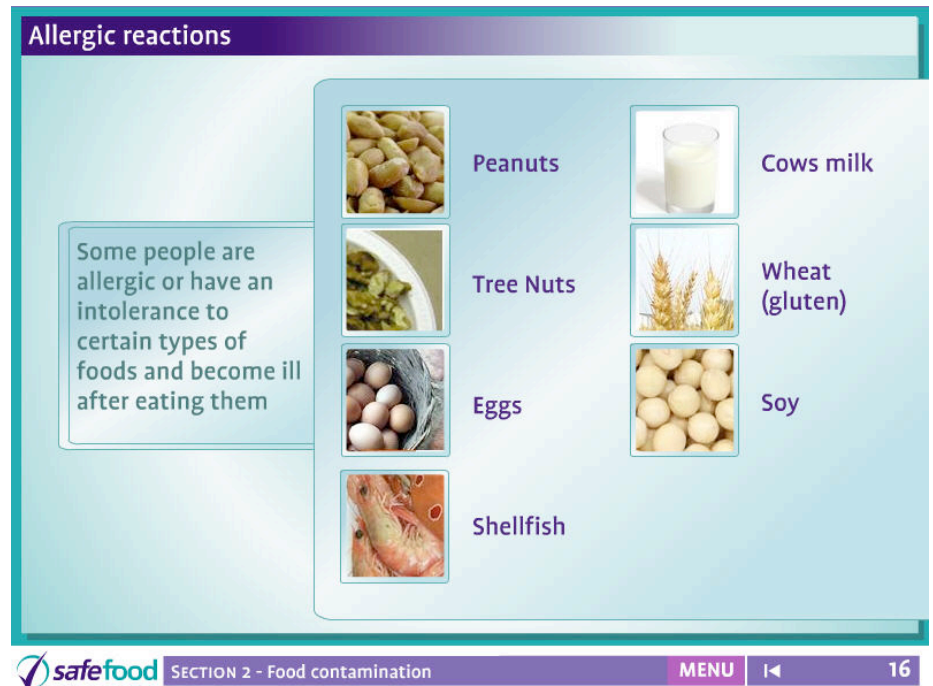 Allergic reactions
Some people are
allergic or have an
intolerance to
certain types of
foods and become ill
after eating them
Peanuts
Tree Nuts
Eggs
Shellfish
Cows milk
Wheat
(gluten)
Soy
safefood SECTION 2 - Food contamination MENU 16